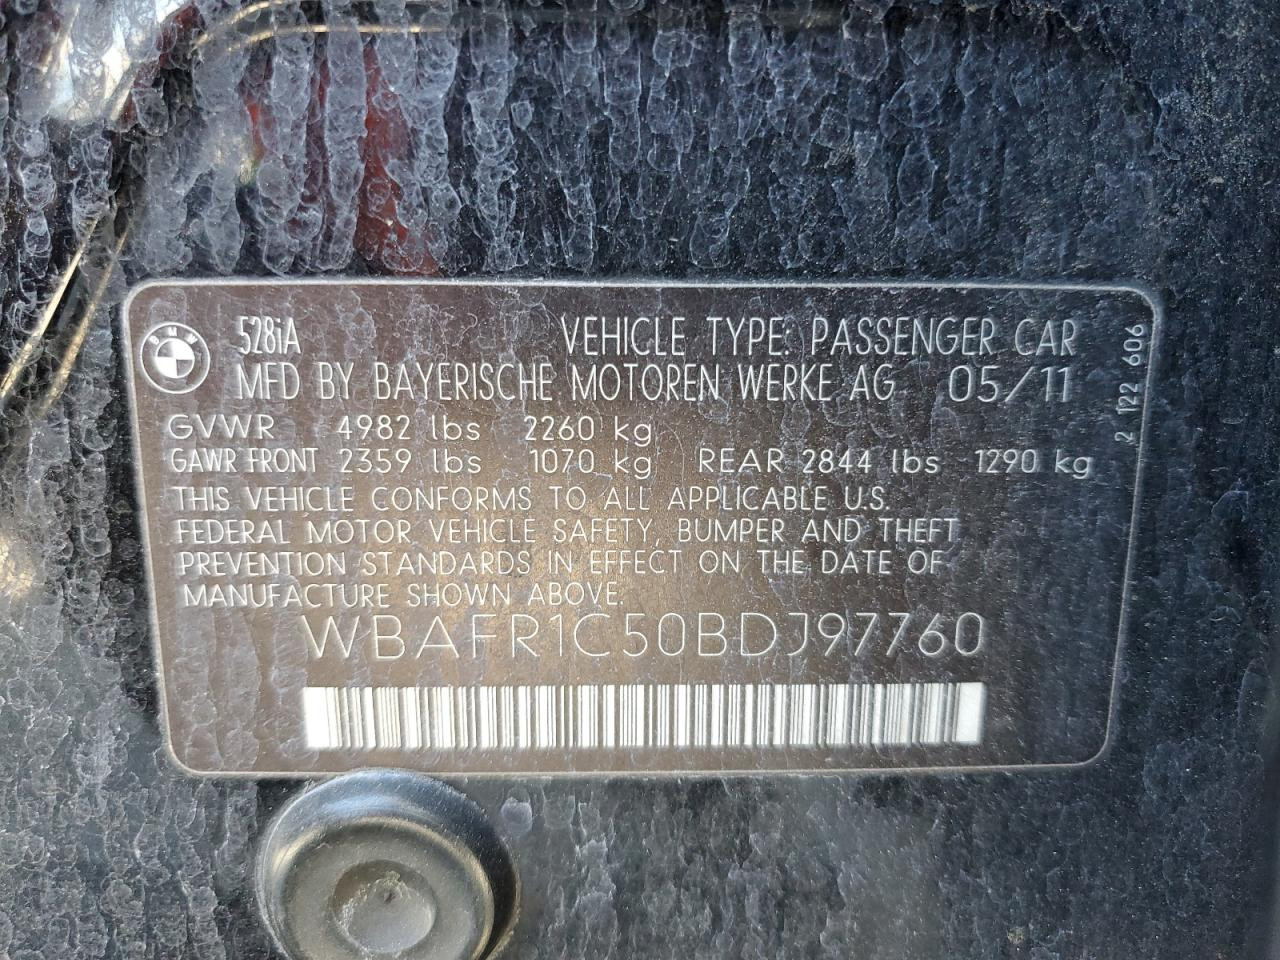 528iA VEHICLE TYPE: PASSENGER CAR
MFD BY BAYERISCHE MOTOREN WERKE AG 05/11
GVWR 4982 lbs 2260 kg
GAWR FRONT 2359 lbs 1070 kg REAR 2844 lbs 1290 kg
THIS VEHICLE CONFORMS TO ALL APPLICABLE U.S.
FEDERAL MOTOR VEHICLE SAFETY, BUMPER AND THEFT
PREVENTION STANDARDS IN EFFECT ON THE DATE OF
MANUFACTURE SHOWN ABOVE.
WBAFR1C50BDJ97760
2 122 606
BMW